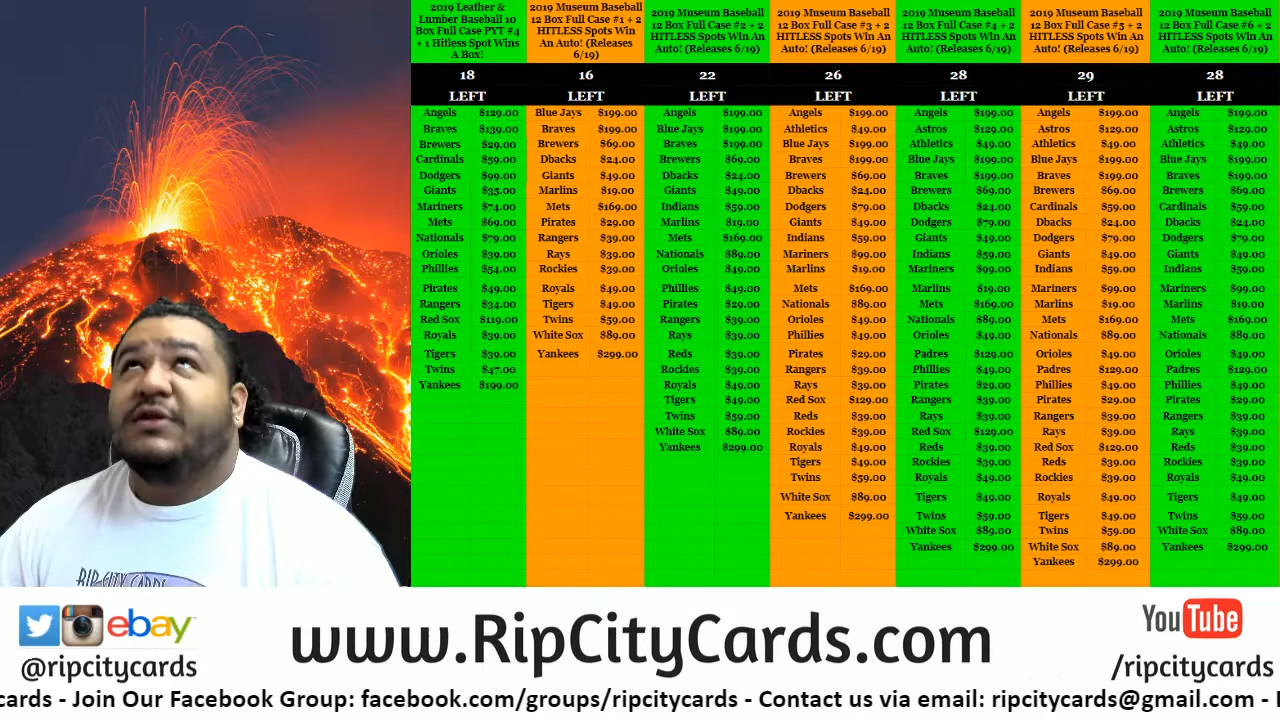 2019 Leather &
Lumber Baseball 10
Box Full Case PYT #4
+ 1 Hitless Spot Wins
A Box!
18
LEFT
Angels $129.00
Braves $139.00
Brewers $29.00
Cardinals $59.00
Dodgers $99.00
Giants $35.00
Mariners $74.00
Mets $69.00
Nationals $79.00
Orioles $39.00
Phillies $54.00
Pirates $49.00
Rangers $34.00
Red Sox $119.00
Royals $39.00
Tigers $39.00
Twins $47.00
Yankees $199.00
2019 Museum Baseball
12 Box Full Case #1 + 2
HITLESS Spots Win
An Auto! (Releases
6/19)
16
LEFT
Blue Jays $199.00
Braves $199.00
Brewers $69.00
Dbacks $24.00
Giants $49.00
Marlins $19.00
Mets $169.00
Pirates $29.00
Rangers $39.00
Rays $39.00
Rockies $39.00
Royals $49.00
Tigers $49.00
Twins $59.00
White Sox $89.00
Yankees $299.00
2019 Museum Baseball
12 Box Full Case #2 + 2
HITLESS Spots Win An
Auto! (Releases 6/19)
22
LEFT
Angels $199.00
Blue Jays $199.00
Braves $199.00
Brewers $69.00
Dbacks $24.00
Giants $49.00
Indians $59.00
Marlins $19.00
Mets $169.00
Nationals $89.00
Orioles $49.00
Phillies $49.00
Pirates $29.00
Rangers $39.00
Rays $39.00
Reds $39.00
Rockies $39.00
Royals $49.00
Tigers $49.00
Twins $59.00
White Sox $89.00
Yankees $299.00
2019 Museum Baseball
12 Box Full Case #3 + 2
HITLESS Spots Win An
Auto! (Releases 6/19)
26
LEFT
Angels $199.00
Athletics $49.00
Blue Jays $199.00
Braves $199.00
Brewers $69.00
Dbacks $24.00
Dodgers $79.00
Giants $49.00
Indians $59.00
Mariners $99.00
Marlins $19.00
Mets $169.00
Nationals $89.00
Orioles $49.00
Phillies $49.00
Pirates $29.00
Rangers $39.00
Rays $39.00
Red Sox $129.00
Reds $39.00
Rockies $39.00
Royals $49.00
Tigers $49.00
Twins $59.00
White Sox $89.00
Yankees $299.00
2019 Museum Baseball
12 Box Full Case #4 + 2
HITLESS Spots Win An
Auto! (Releases 6/19)
28
LEFT
Angels $199.00
Astros $129.00
Athletics $49.00
Blue Jays $199.00
Braves $199.00
Brewers $69.00
Dbacks $24.00
Dodgers $79.00
Giants $49.00
Indians $59.00
Mariners $99.00
Marlins $19.00
Mets $169.00
Nationals $89.00
Orioles $49.00
Padres $129.00
Phillies $49.00
Pirates $29.00
Rangers $39.00
Rays $39.00
Red Sox $129.00
Reds $39.00
Rockies $39.00
Royals $49.00
Tigers $49.00
Twins $59.00
White Sox $89.00
Yankees $299.00
2019 Museum Baseball
12 Box Full Case #5 + 2
HITLESS Spots Win An
Auto! (Releases 6/19)
29
LEFT
Angels $199.00
Astros $129.00
Athletics $49.00
Blue Jays $199.00
Braves $199.00
Brewers $69.00
Cardinals $59.00
Dbacks $24.00
Dodgers $79.00
Giants $49.00
Indians $59.00
Mariners $99.00
Marlins $19.00
Mets $169.00
Nationals $89.00
Orioles $49.00
Padres $129.00
Phillies $49.00
Pirates $29.00
Rangers $39.00
Rays $39.00
Red Sox $129.00
Reds $39.00
Rockies $39.00
Royals $49.00
Tigers $49.00
Twins $59.00
White Sox $89.00
Yankees $299.00
2019 Museum Baseball
12 Box Full Case #6 + 2
HITLESS Spots Win An
Auto! (Releases 6/19)
28
LEFT
Angels $199.00
Astros $129.00
Athletics $49.00
Blue Jays $199.00
Braves $199.00
Brewers $69.00
Cardinals $59.00
Dbacks $24.00
Dodgers $79.00
Giants $49.00
Indians $59.00
Mariners $99.00
Marlins $19.00
Mets $169.00
Nationals $89.00
Orioles $49.00
Padres $129.00
Phillies $49.00
Pirates $29.00
Rangers $39.00
Rays $39.00
Reds $39.00
Rockies $39.00
Royals $49.00
Tigers $49.00
Twins $59.00
White Sox $89.00
Yankees $299.00
RIP CITY CARDS
ebay
@ripcitycards
www.RipCityCards.com
YouTube
/ripcitycards
cards - Join Our Facebook Group: facebook.com/groups/ripcitycards - Contact us via email: ripcitycards@gmail.com -